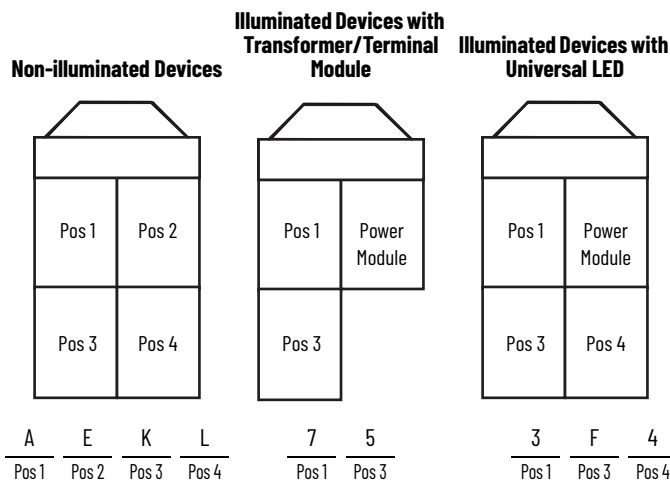 Non-illuminated Devices
Illuminated Devices with
Transformer/Terminal
Module
Illuminated Devices with
Universal LED
Pos 1
Pos 2
Pos 3
Pos 4
Pos 1
Power
Module
Pos 3
Pos 1
Power
Module
Pos 3
Pos 4
A E K L
Pos 1 Pos 2 Pos 3 Pos 4
7 5
Pos 1 Pos 3
3 F 4
Pos 1 Pos 3 Pos 4